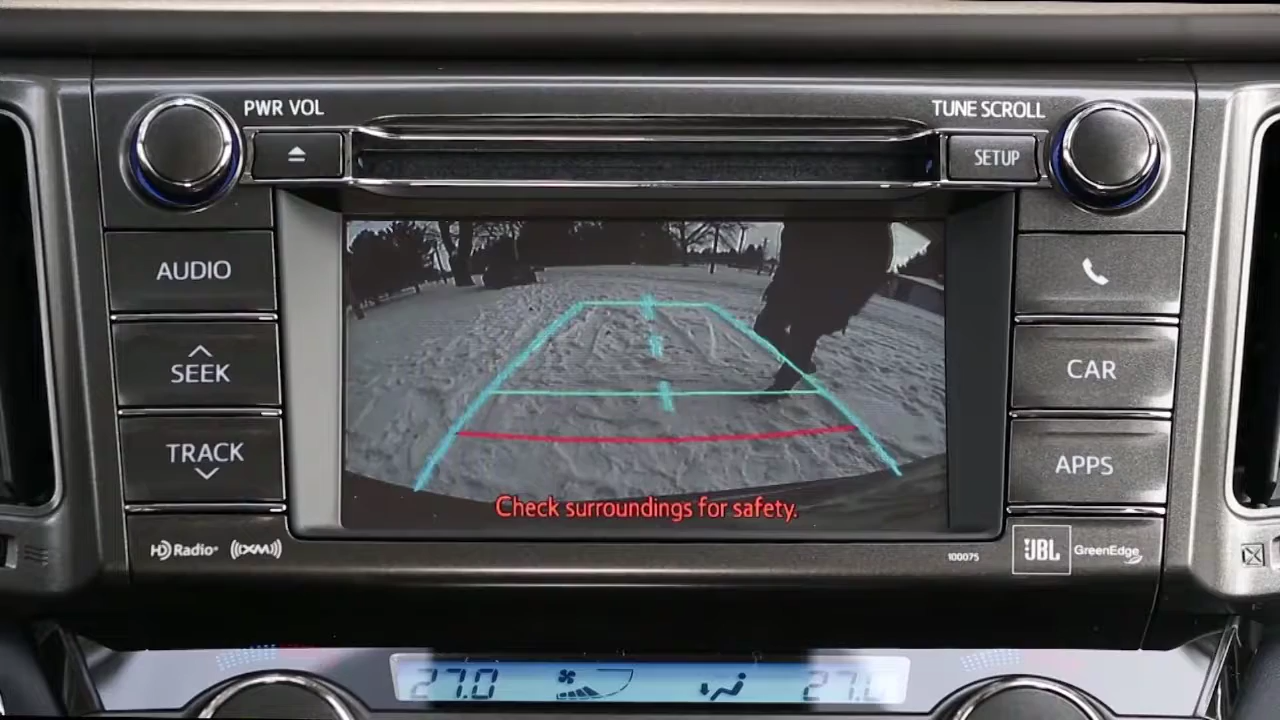 PWR VOL
TUNE SCROLL
SETUP
AUDIO
SEEK
TRACK
CAR
APPS
Check surroundings for safety.
HD Radio
((XM))
100075
JBL
GreenEdge
27.0
27.0